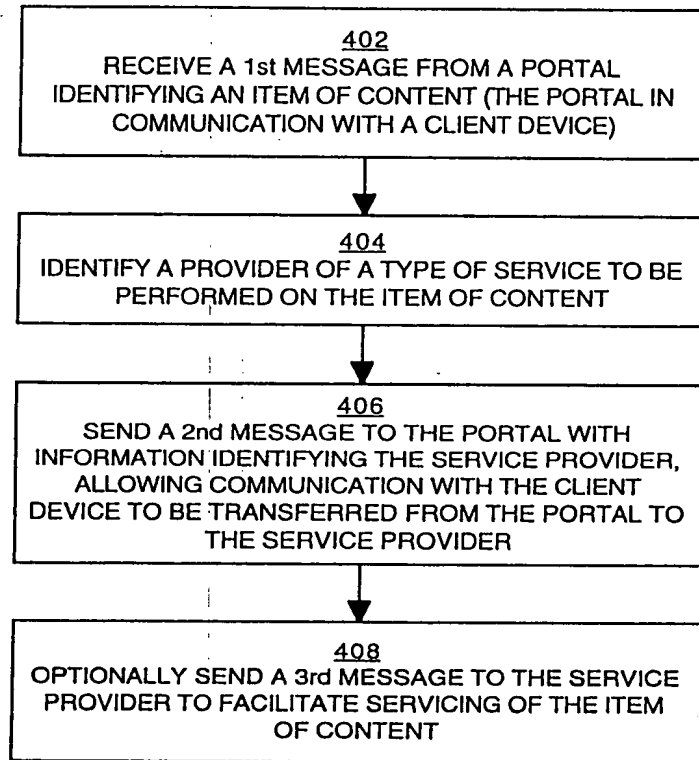 402
RECEIVE A 1st MESSAGE FROM A PORTAL
IDENTIFYING AN ITEM OF CONTENT (THE PORTAL IN
COMMUNICATION WITH A CLIENT DEVICE)
404
IDENTIFY A PROVIDER OF A TYPE OF SERVICE TO BE
PERFORMED ON THE ITEM OF CONTENT
406
SEND A 2nd MESSAGE TO THE PORTAL WITH
INFORMATION IDENTIFYING THE SERVICE PROVIDER,
ALLOWING COMMUNICATION WITH THE CLIENT
DEVICE TO BE TRANSFERRED FROM THE PORTAL TO
THE SERVICE PROVIDER
408
OPTIONALLY SEND A 3rd MESSAGE TO THE SERVICE
PROVIDER TO FACILITATE SERVICING OF THE ITEM
OF CONTENT